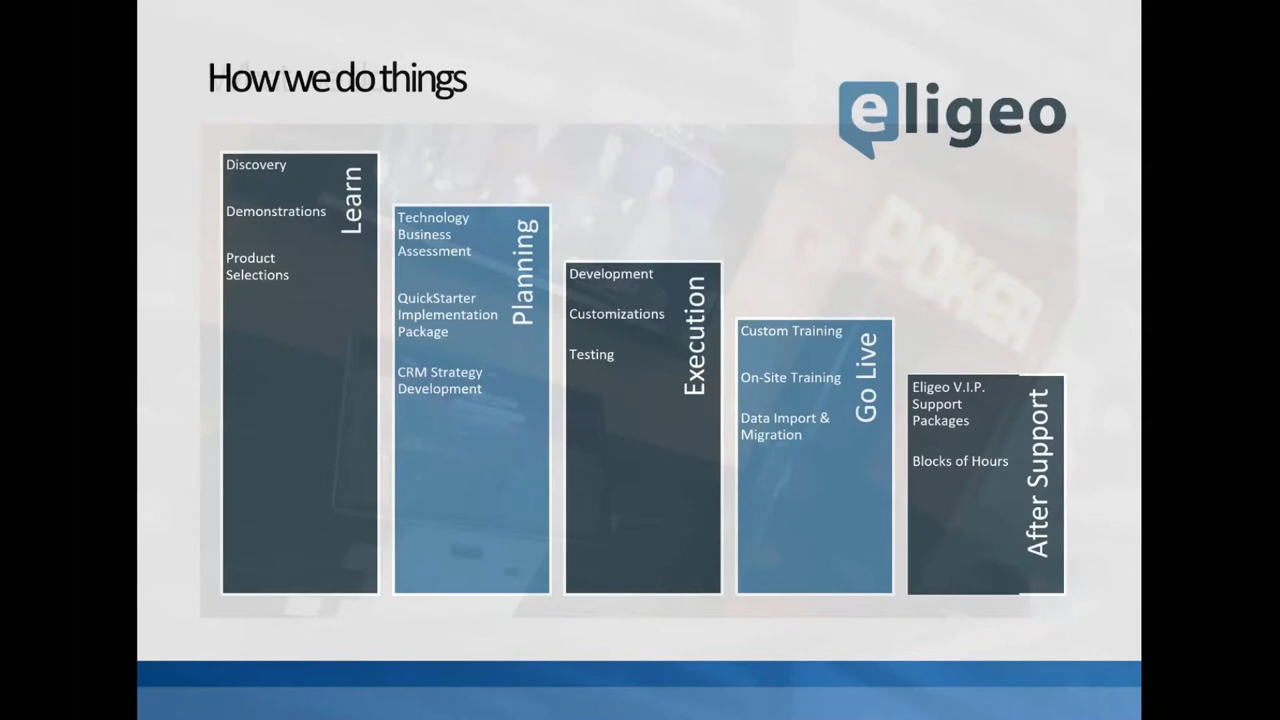 How we do things
eligeo
Discovery
Demonstrations
Product
Selections
Learn
Technology
Business
Assessment
QuickStarter
Implementation
Package
CRM Strategy
Development
Planning
Development
Customizations
Testing
Execution
Custom Training
On-Site Training
Data Import &
Migration
Go Live
Eligeo V.I.P.
Support
Packages
Blocks of Hours
After Support
POKER